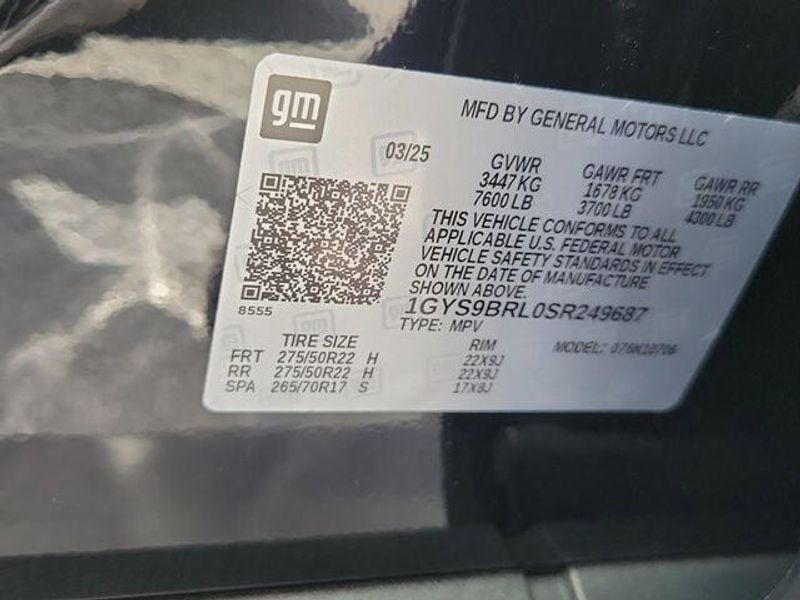 gm
MFD BY GENERAL MOTORS LLC
03/25
GVWR GAWR FRT GAWR RR
3447 KG 1678 KG 1950 KG
7600 LB 3700 LB 4300 LB
THIS VEHICLE CONFORMS TO ALL
APPLICABLE U.S. FEDERAL MOTOR
VEHICLE SAFETY STANDARDS IN EFFECT
ON THE DATE OF MANUFACTURE
SHOWN ABOVE.
8555
1GYS9BRL0SR249687
TYPE: MPV
TIRE SIZE RIM MODEL: 076K10706
FRT 275/50R22 H 22X9J
RR 275/50R22 H 22X9J
SPA 265/70R17 S 17X8J